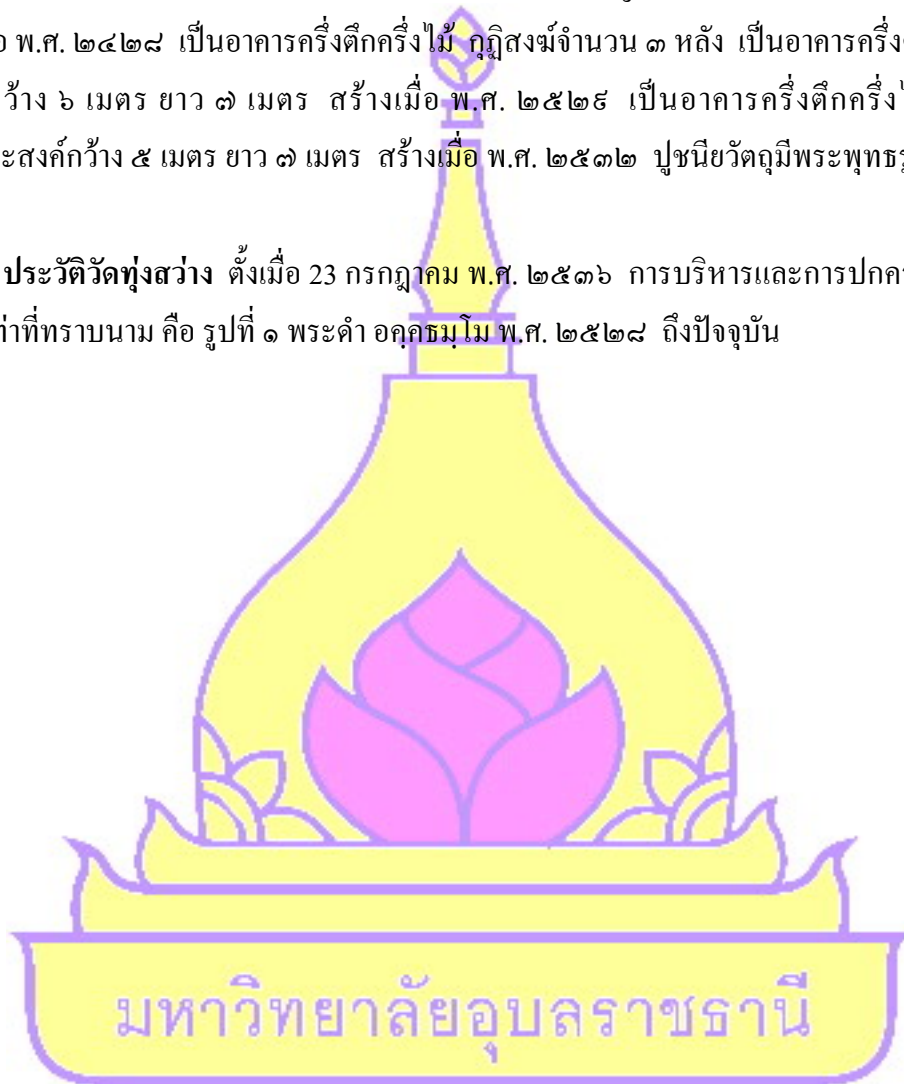 อ พ.ศ. ๒๔๒๘ เป็นอาคารครึ่งตึกครึ่งไม้ กุฏิสงฆ์จำนวน ๓ หลัง เป็นอาคารครึ่ง
ว้าง ๖ เมตร ยาว ๗ เมตร สร้างเมื่อ พ.ศ. ๒๕๒๙ เป็นอาคารครึ่งตึกครึ่ง
ะสงค์กว้าง ๕ เมตร ยาว ๗ เมตร สร้างเมื่อ พ.ศ. ๒๕๓๒ ปูชนียวัตถุมีพระพุทธ
ประวัติวัดทุ่งสว่าง ตั้งเมื่อ 23 กรกฎาคม พ.ศ. ๒๕๓๖ การบริหารและการปกค
ท่าที่ทราบนาม คือ รูปที่ ๑ พระดำ อคฺคธมฺโม พ.ศ. ๒๕๒๘ ถึงปัจจุบัน
มหาวิทยาลัยอุบลราชธานี